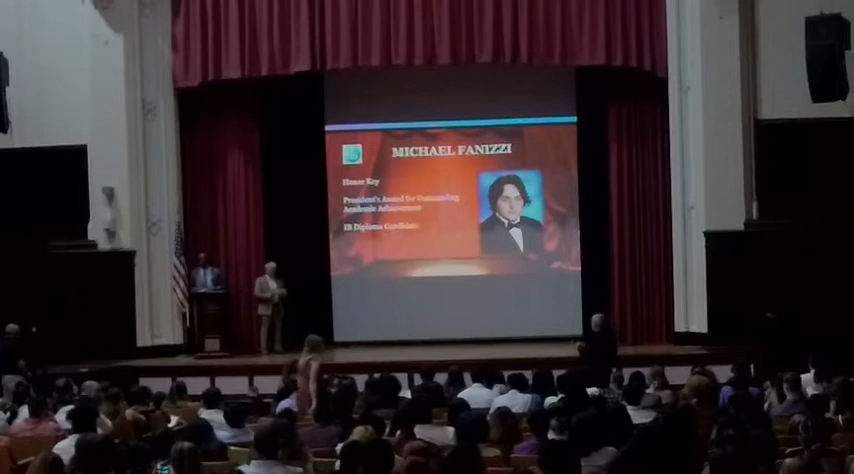 MICHAEL FANIZZI
Honor Key
President's Award for Outstanding
Academic Achievement
IB Diploma Candidate